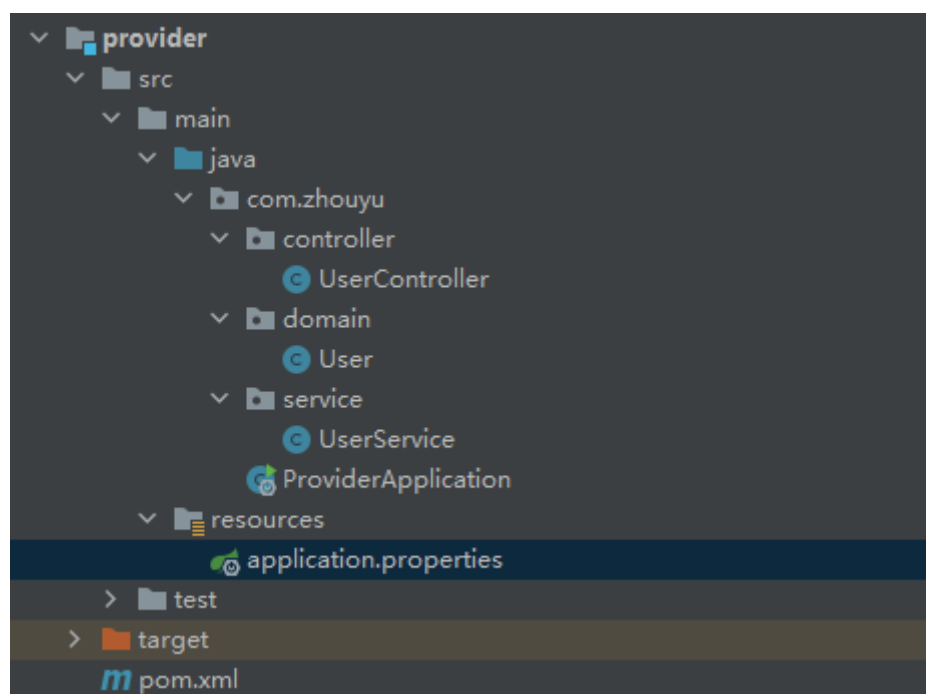 provider
src
main
java
com.zhouyu
controller
UserController
domain
User
service
UserService
ProviderApplication
resources
application.properties
test
target
pom.xml